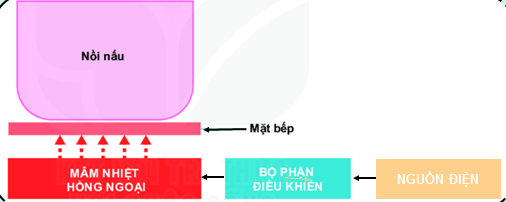 Nồi nấu
Mặt bếp
MÂM NHIỆT
HỒNG NGOẠI
BỘ PHẬN
ĐIỀU KHIỂN
NGUỒN ĐIỆN